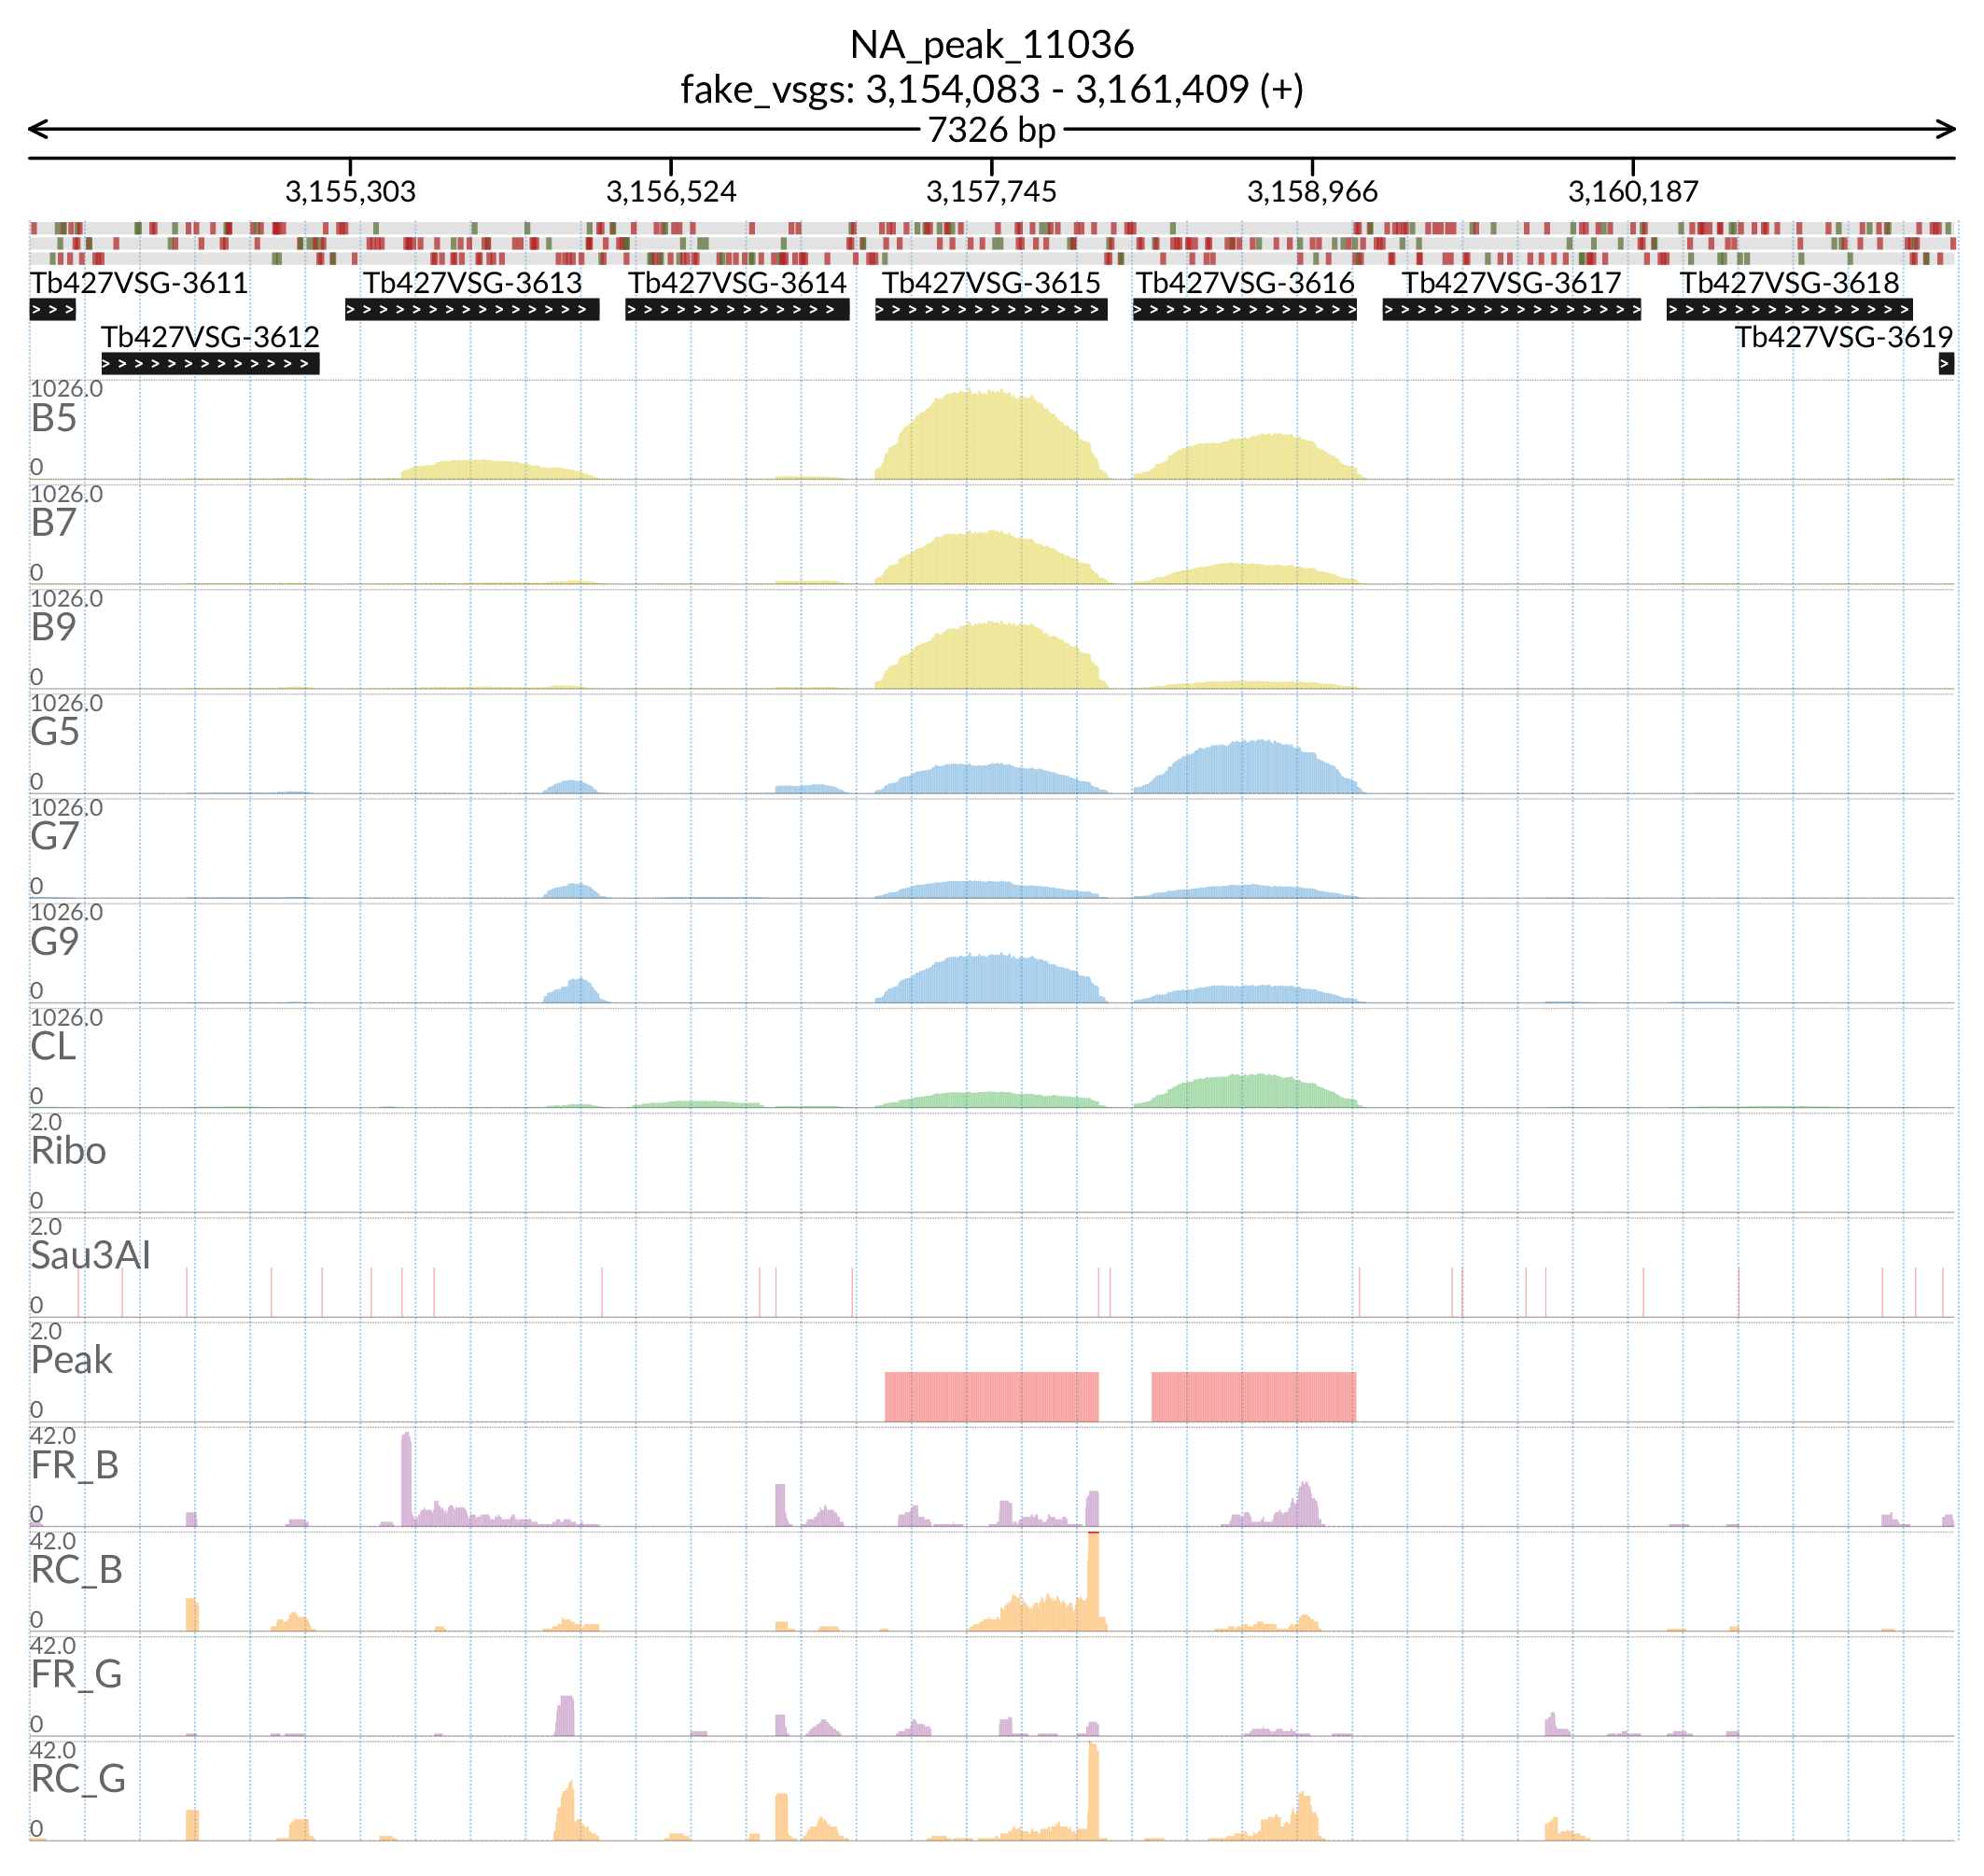 NA_peak_11036
fake_vsgs: 3,154,083 - 3,161,409 (+)
7326 bp
3,155,303 3,156,524 3,157,745 3,158,966 3,160,187
Tb427VSG-3611 Tb427VSG-3613 Tb427VSG-3614 Tb427VSG-3615 Tb427VSG-3616 Tb427VSG-3617 Tb427VSG-3618
Tb427VSG-3612 Tb427VSG-3619
1026.0
B5
0
1026.0
B7
0
1026.0
B9
0
1026.0
G5
0
1026.0
G7
0
1026.0
G9
0
1026.0
CL
0
2.0
Ribo
0
2.0
Sau3AI
0
2.0
Peak
0
42.0
FR_B
0
42.0
RC_B
0
42.0
FR_G
0
42.0
RC_G
0